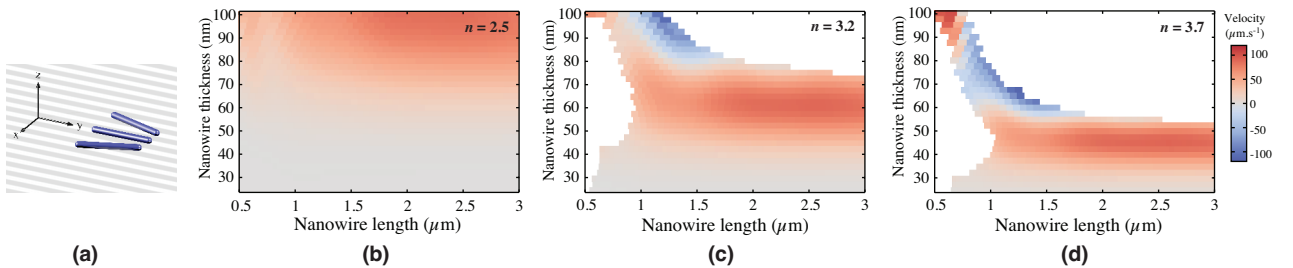 z
x
y
(a)
Nanowire thickness (nm)
100
90
80
70
60
50
40
30
n = 2.5
0.5 1 1.5 2 2.5 3
Nanowire length (µm)
(b)
Nanowire thickness (nm)
100
90
80
70
60
50
40
30
n = 3.2
0.5 1 1.5 2 2.5 3
Nanowire length (µm)
(c)
Nanowire thickness (nm)
100
90
80
70
60
50
40
30
n = 3.7
0.5 1 1.5 2 2.5 3
Nanowire length (µm)
(d)
Velocity
(µm.s⁻¹)
100
50
0
-50
-100